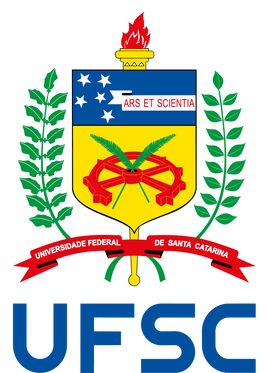 ARS ET SCIENTIA
UNIVERSIDADE FEDERAL DE SANTA CATARINA
UFSC